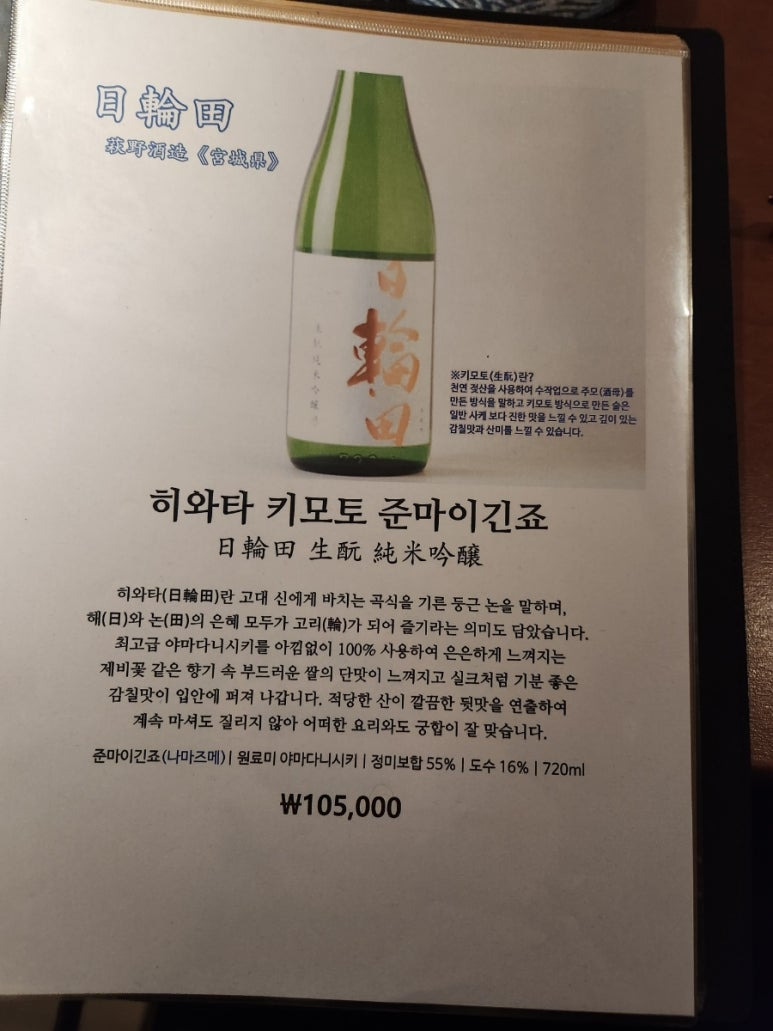 日輪田
萩野酒造《宮城県》
日輪田
生酛純米吟醸
※키모토(生酛)란?
천연 젖산을 사용하여 수작업으로 주모(酒母)를
만든 방식을 말하고 키모토 방식으로 만든 술은
일반 사케 보다 진한 맛을 느낄 수 있고 깊이 있는
감칠맛과 산미를 느낄 수 있습니다.
히와타 키모토 준마이긴죠
日輪田 生酛 純米吟醸
히와타(日輪田)란 고대 신에게 바치는 곡식을 기른 둥근 논을 말하며,
해(日)와 논(田)의 은혜 모두가 고리(輪)가 되어 즐기라는 의미도 담았습니다.
최고급 야마다니시키를 아낌없이 100% 사용하여 은은하게 느껴지는
제비꽃 같은 향기 속 부드러운 쌀의 단맛이 느껴지고 실크처럼 기분 좋은
감칠맛이 입안에 퍼져 나갑니다. 적당한 산이 깔끔한 뒷맛을 연출하여
계속 마셔도 질리지 않아 어떠한 요리와도 궁합이 잘 맞습니다.
준마이긴죠(나마즈메) | 원료미 야마다니시키 | 정미보합 55% | 도수 16% | 720ml
₩105,000